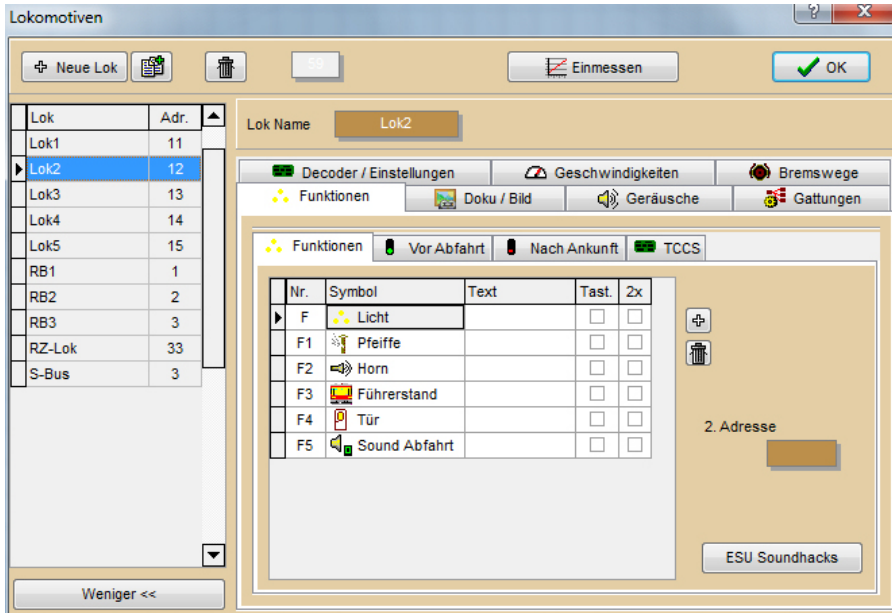 Lokomotiven
Neue Lok
59
Einmessen
OK
Lok Adr.
Lok1 11
Lok2 12
Lok3 13
Lok4 14
Lok5 15
RB1 1
RB2 2
RB3 3
RZ-Lok 33
S-Bus 3
Weniger <<
Lok Name Lok2
Decoder / Einstellungen Geschwindigkeiten Bremswege
Funktionen Doku / Bild Geräusche Gattungen
Funktionen Vor Abfahrt Nach Ankunft TCCS
Nr. Symbol Text Tast. 2x
F Licht
F1 Pfeiffe
F2 Horn
F3 Führerstand
F4 Tür
F5 Sound Abfahrt
2. Adresse
ESU Soundhacks